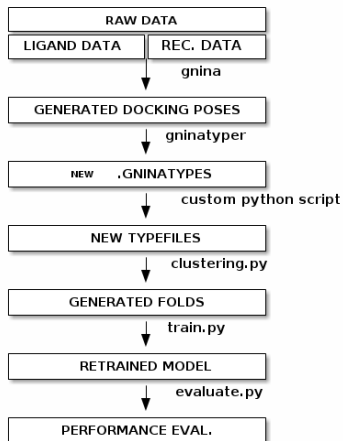 RAW DATA
LIGAND DATA REC. DATA
gnina
GENERATED DOCKING POSES
gninatyper
NEW .GNINATYPES
custom python script
NEW TYPEFILES
clustering.py
GENERATED FOLDS
train.py
RETRAINED MODEL
evaluate.py
PERFORMANCE EVAL.